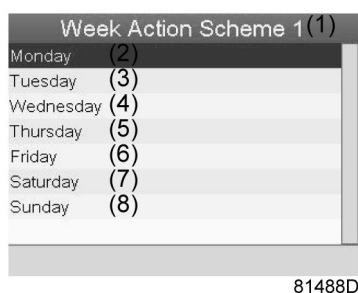 Week Action Scheme 1 (1)
Monday (2)
Tuesday (3)
Wednesday (4)
Thursday (5)
Friday (6)
Saturday (7)
Sunday (8)
81488D